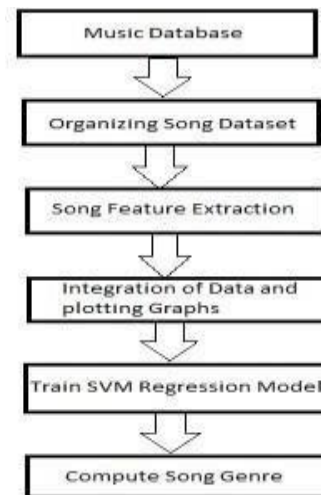 Music Database
Organizing Song Dataset
Song Feature Extraction
Integration of Data and
plotting Graphs
Train SVM Regression Model
Compute Song Genre